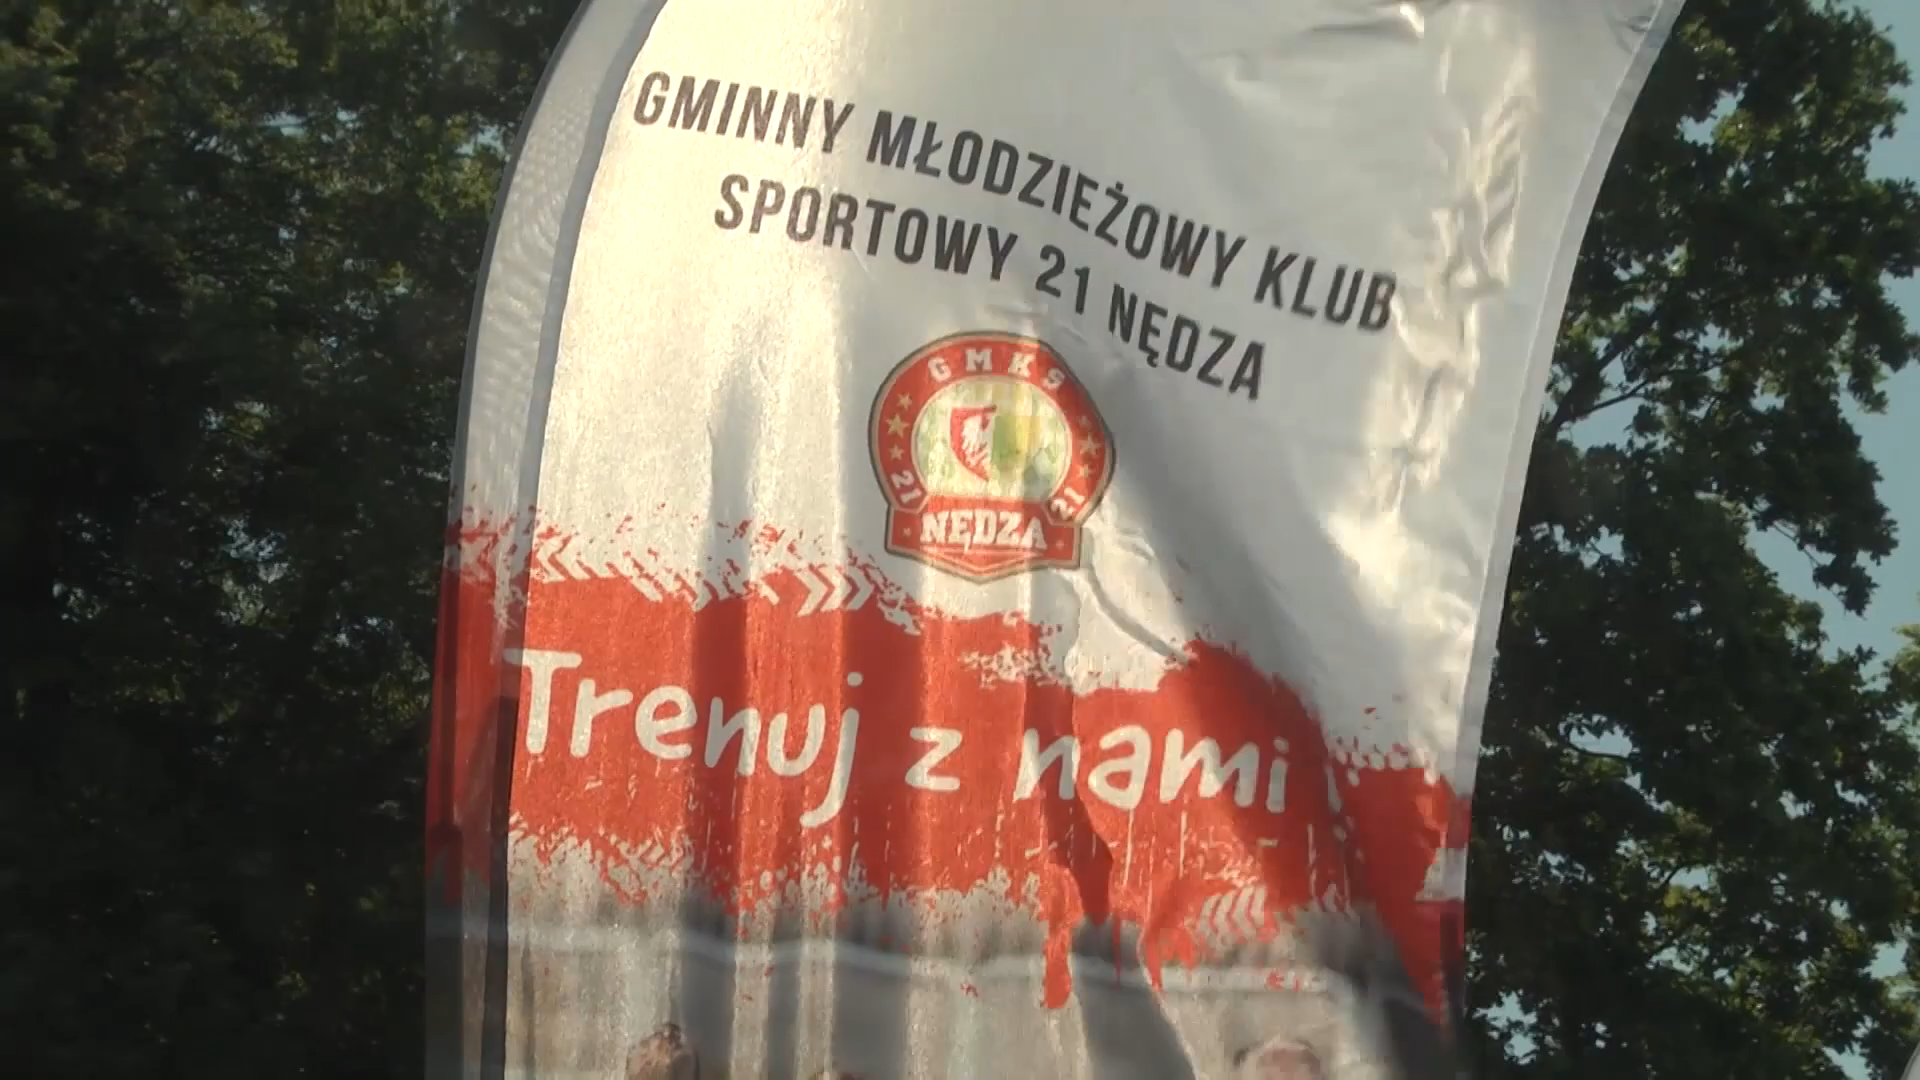 GMINNY MŁODZIEŻOWY KLUB
SPORTOWY 21 NĘDZA
GMKS
21 21
NĘDZA
Trenuj z nami